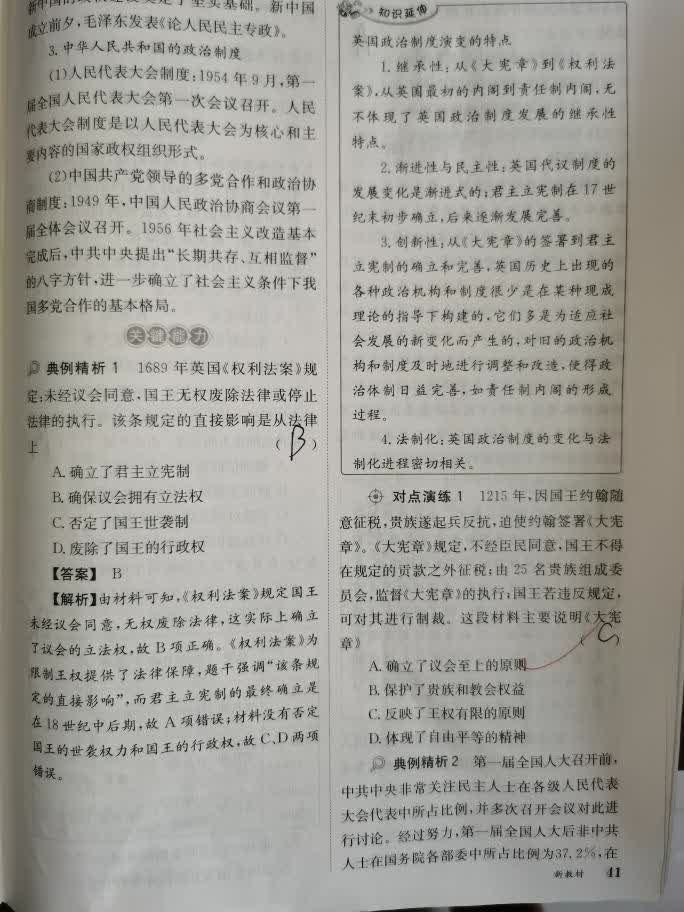 成立前夕，毛泽东发表《论人民民主专政》。
3.中华人民共和国的政治制度
(1)人民代表大会制度：1954年9月，第一
届全国人民代表大会第一次会议召开。人民
代表大会制度是以人民代表大会为核心和主
要内容的国家政权组织形式。
(2)中国共产党领导的多党合作和政治协
商制度：1949年，中国人民政治协商会议第一
届全体会议召开。1956年社会主义改造基本
完成后，中共中央提出“长期共存、互相监督”
的八字方针，进一步确立了社会主义条件下我
国多党合作的基本格局。
关键能力
典例精析1 1689年英国《权利法案》规
定：未经议会同意，国王无权废除法律或停止
法律的执行。该条规定的直接影响是从法律
上 （B）
A.确立了君主立宪制
B.确保议会拥有立法权
C.否定了国王世袭制
D.废除了国王的行政权
【答案】 B
【解析】由材料可知，《权利法案》规定国王
未经议会同意，无权废除法律，这实际上确立
了议会的立法权，故B项正确。《权利法案》为
限制王权提供了法律保障，题干强调“该条规
定的直接影响”，而君主立宪制的最终确立是
在18世纪中后期，故A项错误；材料没有否定
国王的世袭权力和国王的行政权，故C、D两项
错误。
知识延伸
英国政治制度演变的特点
1.继承性：从《大宪章》到《权利法
案》，从英国最初的内阁到责任制内阁，无
不体现了英国政治制度发展的继承性
特点。
2.渐进性与民主性：英国代议制度的
发展变化是渐进式的；君主立宪制在17世
纪末初步确立，后来逐渐发展完善。
3.创新性：从《大宪章》的签署到君主
立宪制的确立和完善，英国历史上出现的
各种政治机构和制度很少是在某种现成
理论的指导下构建的，它们多是为适应社
会发展的新变化而产生的，对旧的政治机
构和制度及时地进行调整和改造，使得政
治体制日益完善，如责任制内阁的形成
过程。
4.法制化：英国政治制度的变化与法
制化进程密切相关。
对点演练1 1215年，因国王约翰随
意征税，贵族遂起兵反抗，迫使约翰签署《大宪
章》。《大宪章》规定，不经臣民同意，国王不得
在规定的贡款之外征税；由25名贵族组成委
员会，监督《大宪章》的执行；国王若违反规定，
可对其进行制裁。这段材料主要说明《大宪
章》 （C）
A.确立了议会至上的原则
B.保护了贵族和教会权益
C.反映了王权有限的原则
D.体现了自由平等的精神
典例精析2 第一届全国人大召开前，
中共中央非常关注民主人士在各级人民代表
大会代表中所占比例，并多次召开会议对此进
行讨论。经过努力，第一届全国人大后非中共
人士在国务院各部委中所占比例为37.2%，在
新教材 41